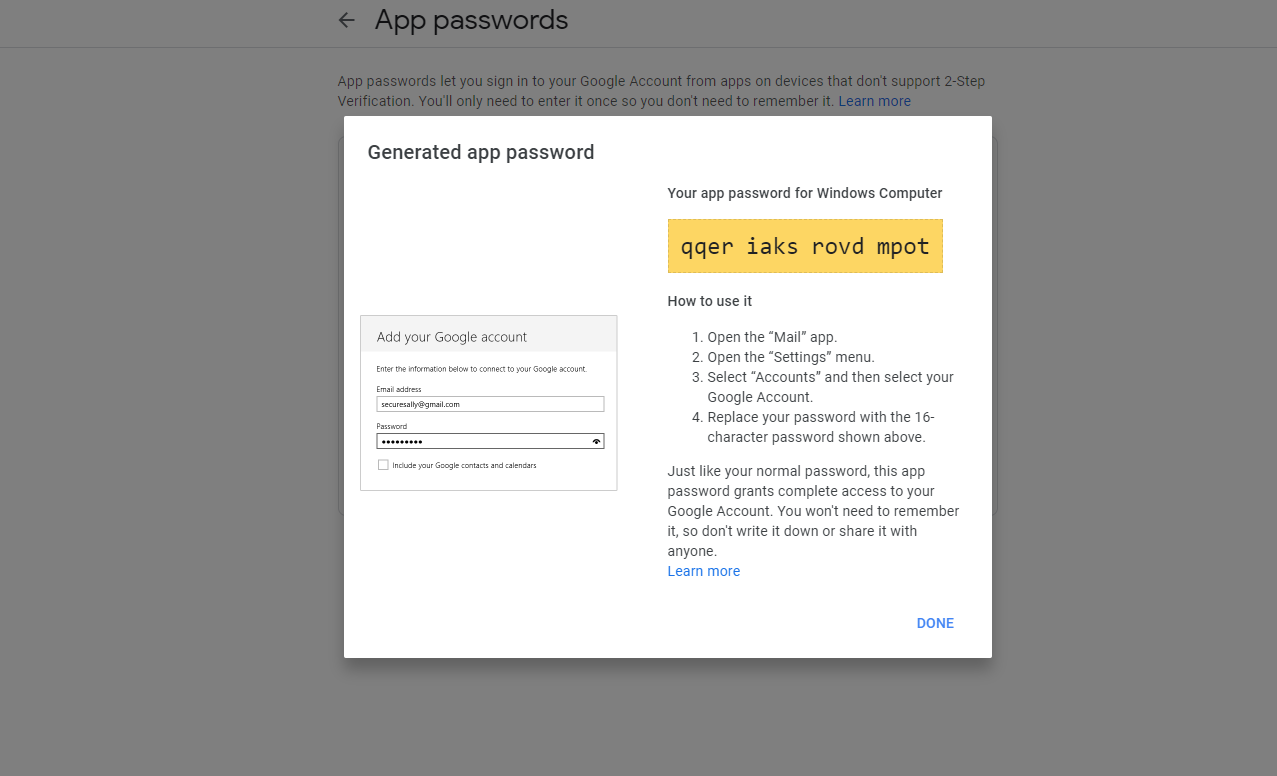 App passwords
App passwords let you sign in to your Google Account from apps on devices that don't support 2-Step
Verification. You'll only need to enter it once so you don't need to remember it. Learn more
Generated app password
Your app password for Windows Computer
qqer iaks rovd mpot
How to use it
1. Open the “Mail” app.
2. Open the “Settings” menu.
3. Select “Accounts” and then select your
Google Account.
4. Replace your password with the 16-
character password shown above.
Just like your normal password, this app
password grants complete access to your
Google Account. You won't need to remember
it, so don't write it down or share it with
anyone.
Learn more
Add your Google account
Enter the information below to connect to your Google account.
Email address
securesally@gmail.com
Password
•••••••••
Include your Google contacts and calendars
DONE